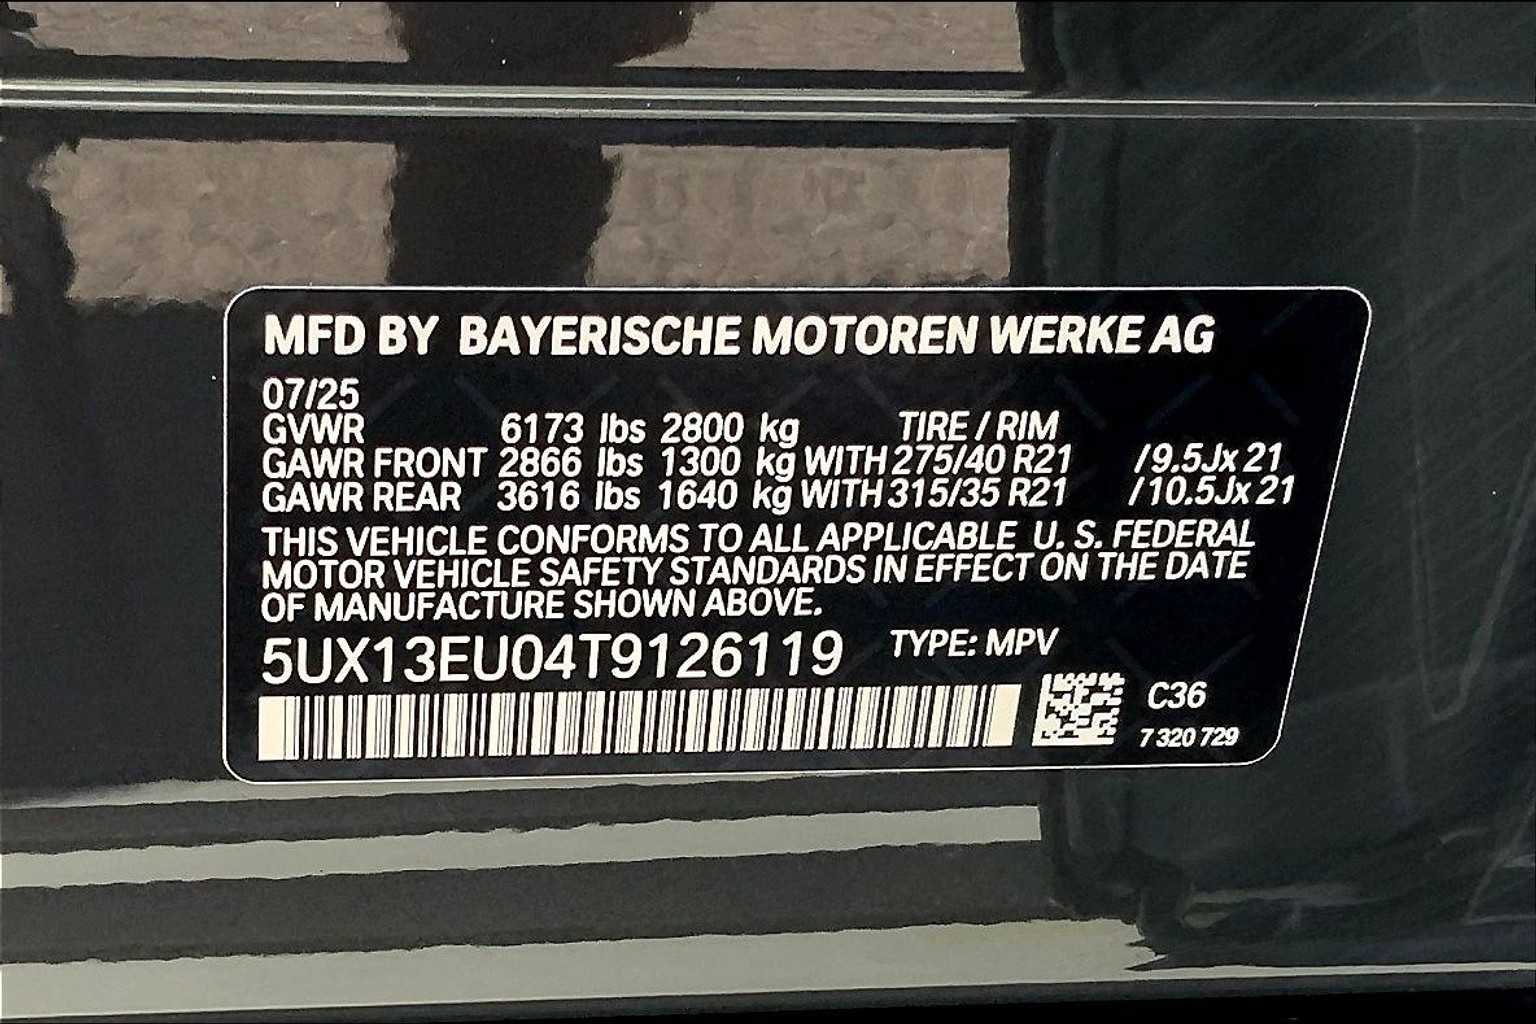 MFD BY BAYERISCHE MOTOREN WERKE AG
07/25
GVWR 6173 lbs 2800 kg TIRE / RIM
GAWR FRONT 2866 lbs 1300 kg WITH 275/40 R21 /9.5Jx 21
GAWR REAR 3616 lbs 1640 kg WITH 315/35 R21 /10.5Jx 21
THIS VEHICLE CONFORMS TO ALL APPLICABLE U. S. FEDERAL
MOTOR VEHICLE SAFETY STANDARDS IN EFFECT ON THE DATE
OF MANUFACTURE SHOWN ABOVE.
5UX13EU04T9126119 TYPE: MPV
C36
7 320 729